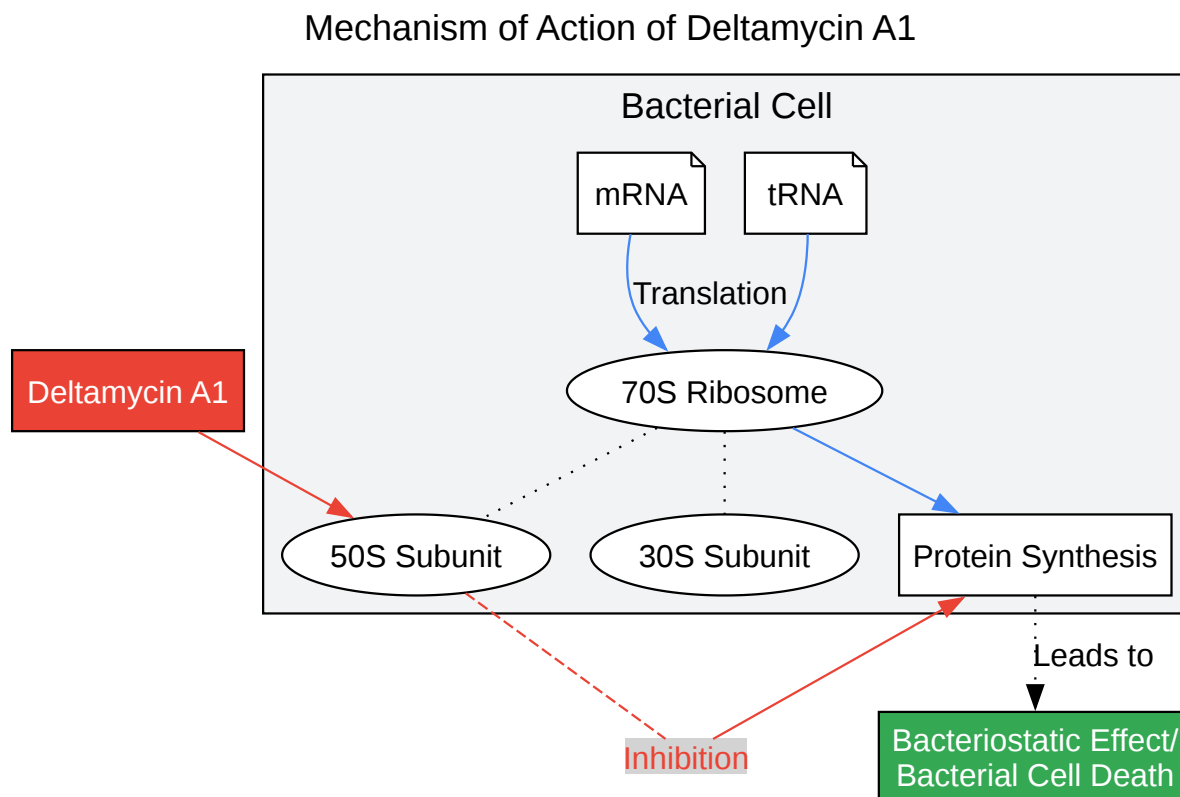 Mechanism of Action of Deltamycin A1
Bacterial Cell
mRNA
tRNA
Translation
Deltamycin A1
70S Ribosome
50S Subunit
30S Subunit
Protein Synthesis
Leads to
Inhibition
Bacteriostatic Effect/
Bacterial Cell Death